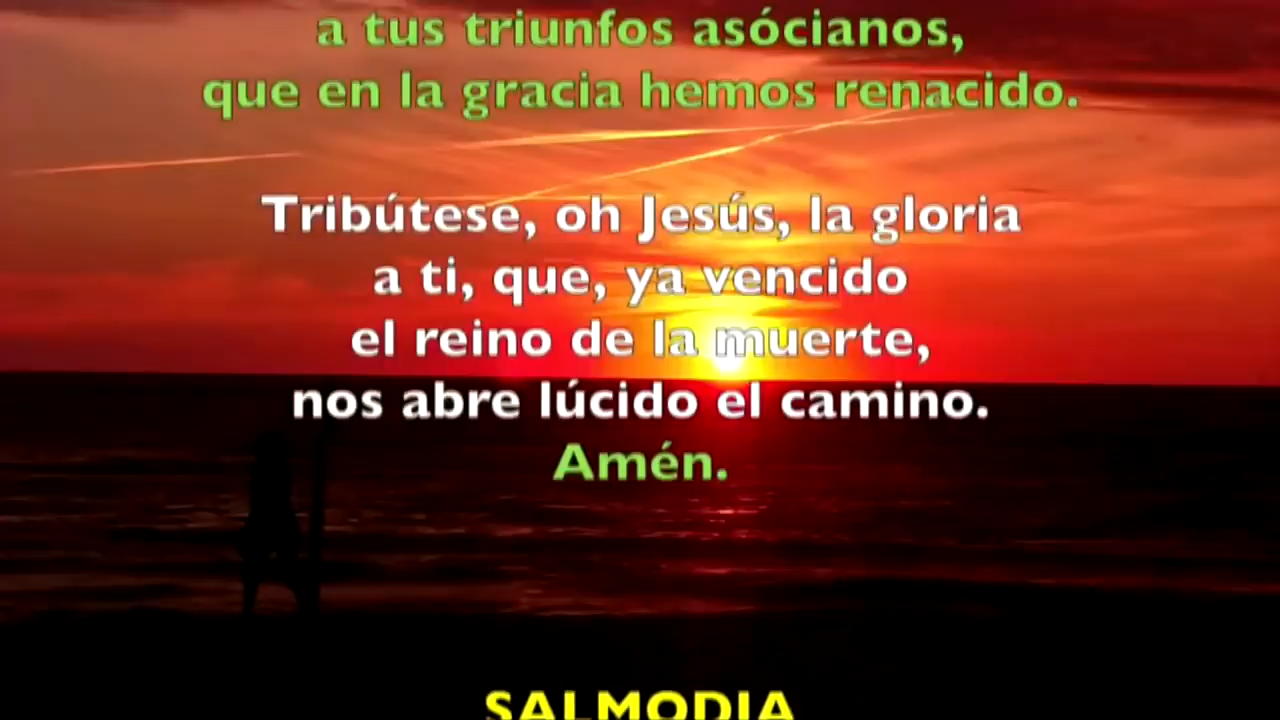 a tus triunfos asócianos,
que en la gracia hemos renacido.
Tribútese, oh Jesús, la gloria
a ti, que, ya vencido
el reino de la muerte,
nos abre lúcido el camino.
Amén.
SALMODIA